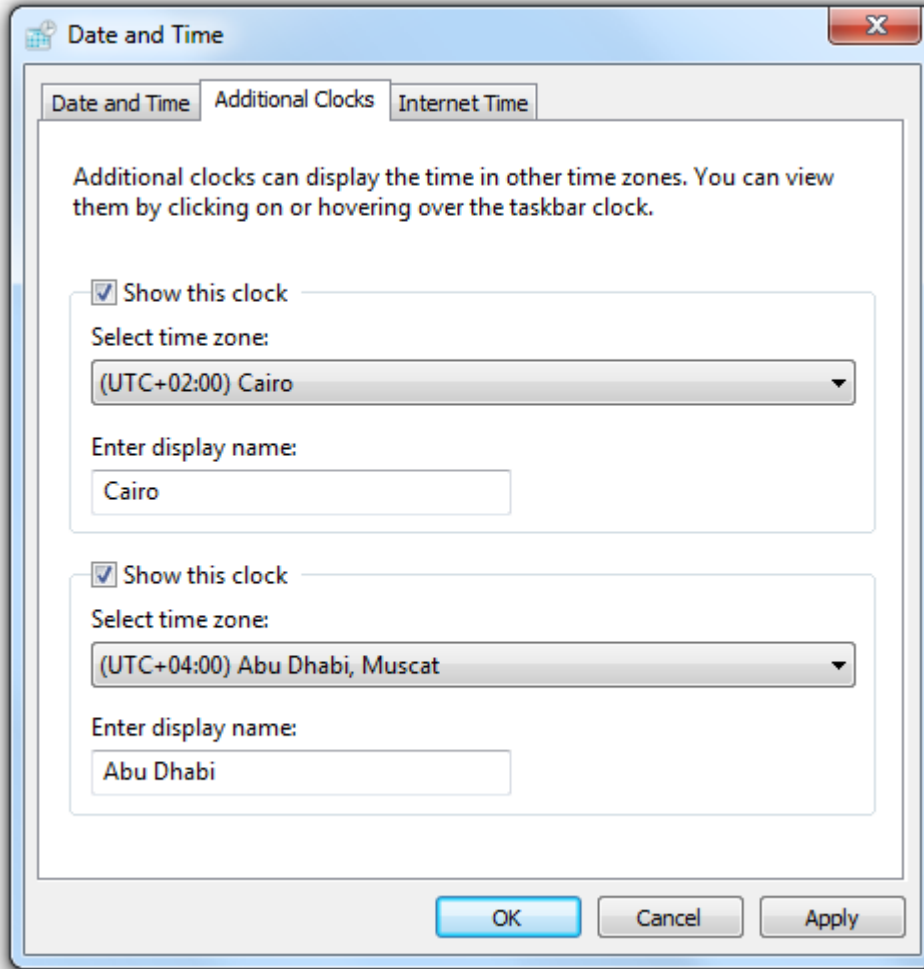 Date and Time
Date and Time
Additional Clocks
Internet Time
Additional clocks can display the time in other time zones. You can view
them by clicking on or hovering over the taskbar clock.
Show this clock
Select time zone:
(UTC+02:00) Cairo
Enter display name:
Cairo
Show this clock
Select time zone:
(UTC+04:00) Abu Dhabi, Muscat
Enter display name:
Abu Dhabi
OK
Cancel
Apply